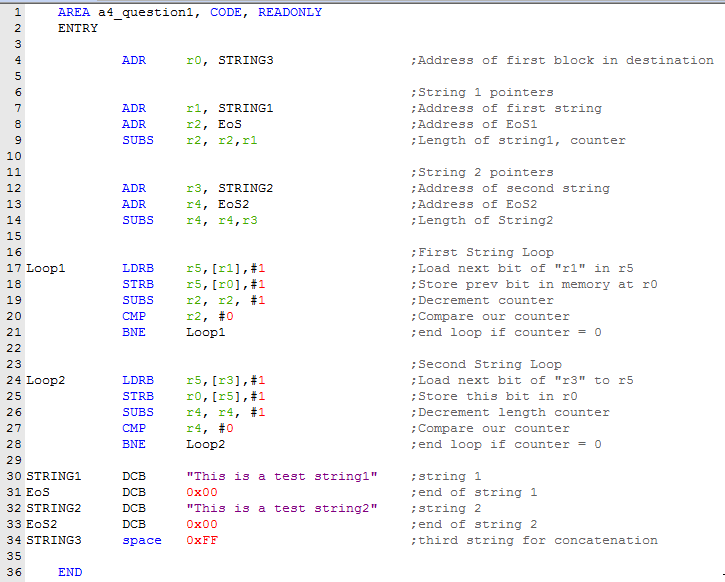 1 AREA a4_question1, CODE, READONLY
2 ENTRY
3
4 ADR r0, STRING3 ;Address of first block in destination
5
6 ;String 1 pointers
7 ADR r1, STRING1 ;Address of first string
8 ADR r2, EoS ;Address of EoS1
9 SUBS r2, r2,r1 ;Length of string1, counter
10
11 ;String 2 pointers
12 ADR r3, STRING2 ;Address of second string
13 ADR r4, EoS2 ;Address of EoS2
14 SUBS r4, r4,r3 ;Length of String2
15
16 ;First String Loop
17 Loop1 LDRB r5,[r1],#1 ;Load next bit of "r1" in r5
18 STRB r5,[r0],#1 ;Store prev bit in memory at r0
19 SUBS r2, r2, #1 ;Decrement counter
20 CMP r2, #0 ;Compare our counter
21 BNE Loop1 ;end loop if counter = 0
22
23 ;Second String Loop
24 Loop2 LDRB r5,[r3],#1 ;Load next bit of "r3" to r5
25 STRB r0,[r5],#1 ;Store this bit in r0
26 SUBS r4, r4, #1 ;Decrement length counter
27 CMP r4, #0 ;Compare our counter
28 BNE Loop2 ;end loop if counter = 0
29
30 STRING1 DCB "This is a test string1" ;string 1
31 EoS DCB 0x00 ;end of string 1
32 STRING2 DCB "This is a test string2" ;string 2
33 EoS2 DCB 0x00 ;end of string 2
34 STRING3 space 0xFF ;third string for concatenation
35
36 END